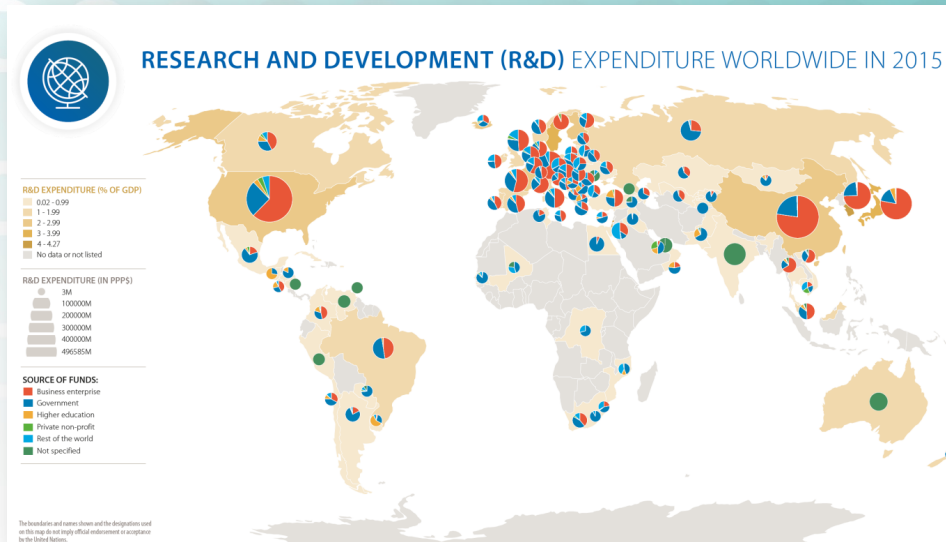 RESEARCH AND DEVELOPMENT (R&D) EXPENDITURE WORLDWIDE IN 2015
R&D EXPENDITURE (% OF GDP)
0.02 - 0.99
1 - 1.99
2 - 2.99
3 - 3.99
4 - 4.27
No data or not listed
R&D EXPENDITURE (IN PPP$)
3M
100000M
200000M
300000M
400000M
496585M
SOURCE OF FUNDS:
Business enterprise
Government
Higher education
Private non-profit
Rest of the world
Not specified
The boundaries and names shown and the designations used
on this map do not imply official endorsement or acceptance
by the United Nations.